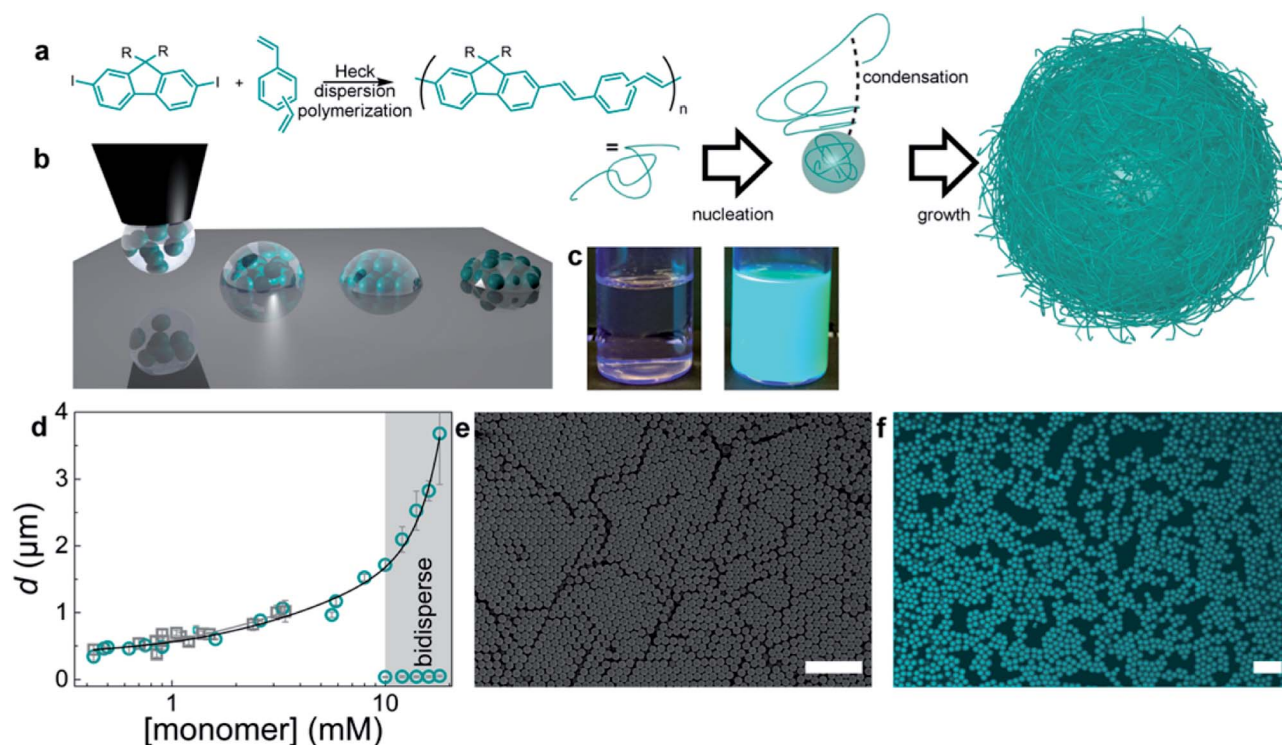 a
R R
I
I
+
Heck
dispersion
polymerization
R R
n
=
nucleation
condensation
growth
b
c
d
4
3
2
1
0
d (µm)
bidisperse
1
10
[monomer] (mM)
e
f